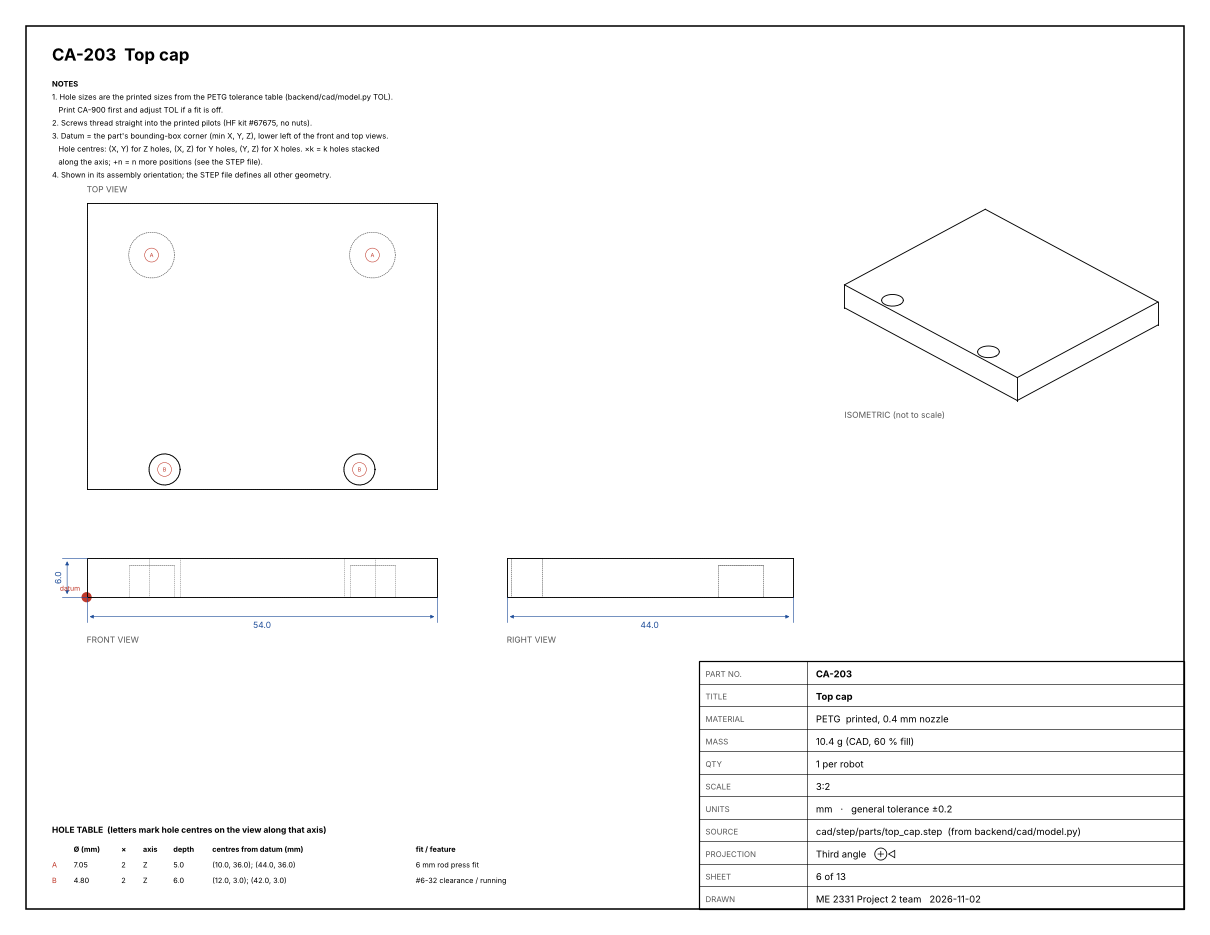 CA-203 Top cap
NOTES
1. Hole sizes are the printed sizes from the PETG tolerance table (backend/cad/model.py TOL).
Print CA-900 first and adjust TOL if a fit is off.
2. Screws thread straight into the printed pilots (HF kit #67675, no nuts).
3. Datum = the part's bounding-box corner (min X, Y, Z), lower left of the front and top views.
Hole centres: (X, Y) for Z holes, (X, Z) for Y holes, (Y, Z) for X holes. ×k = k holes stacked
along the axis; +n = n more positions (see the STEP file).
4. Shown in its assembly orientation; the STEP file defines all other geometry.
TOP VIEW
A
A
B
B
ISOMETRIC (not to scale)
6.0
datum
54.0
44.0
FRONT VIEW
RIGHT VIEW
PART NO. CA-203
TITLE Top cap
MATERIAL PETG printed, 0.4 mm nozzle
MASS 10.4 g (CAD, 60 % fill)
QTY 1 per robot
SCALE 3:2
UNITS mm · general tolerance ±0.2
SOURCE cad/step/parts/top_cap.step (from backend/cad/model.py)
PROJECTION Third angle
SHEET 6 of 13
DRAWN ME 2331 Project 2 team 2026-11-02
HOLE TABLE (letters mark hole centres on the view along that axis)
Ø (mm) × axis depth centres from datum (mm) fit / feature
A 7.05 2 Z 5.0 (10.0, 36.0); (44.0, 36.0) 6 mm rod press fit
B 4.80 2 Z 6.0 (12.0, 3.0); (42.0, 3.0) #6-32 clearance / running